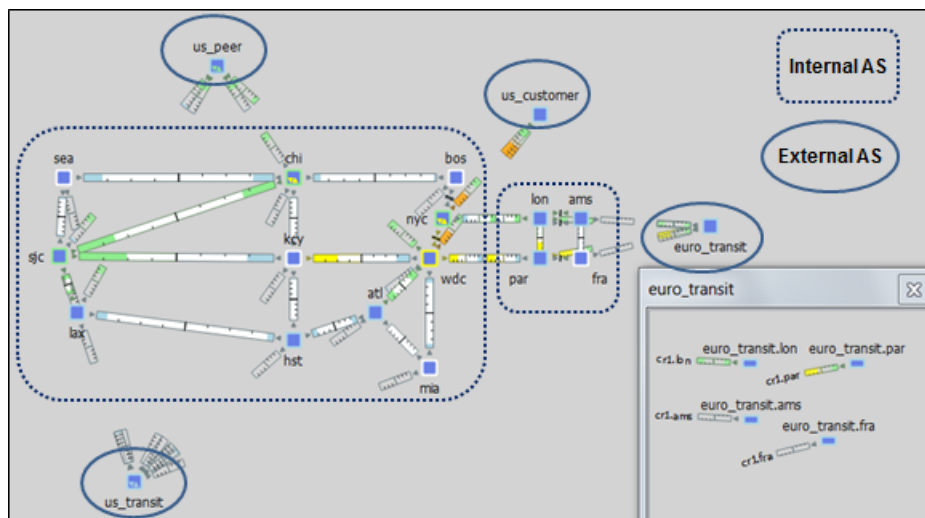 us_peer
us_customer
Internal AS
External AS
sea
chi
bos
nyc
lon
ams
kcy
sjc
euro_transit
wdc
par
fra
atl
lax
hst
mia
us_transit
euro_transit
euro_transit.lon
euro_transit.par
cr1.lon
cr1.par
euro_transit.ams
cr1.ams
euro_transit.fra
cr1.fra